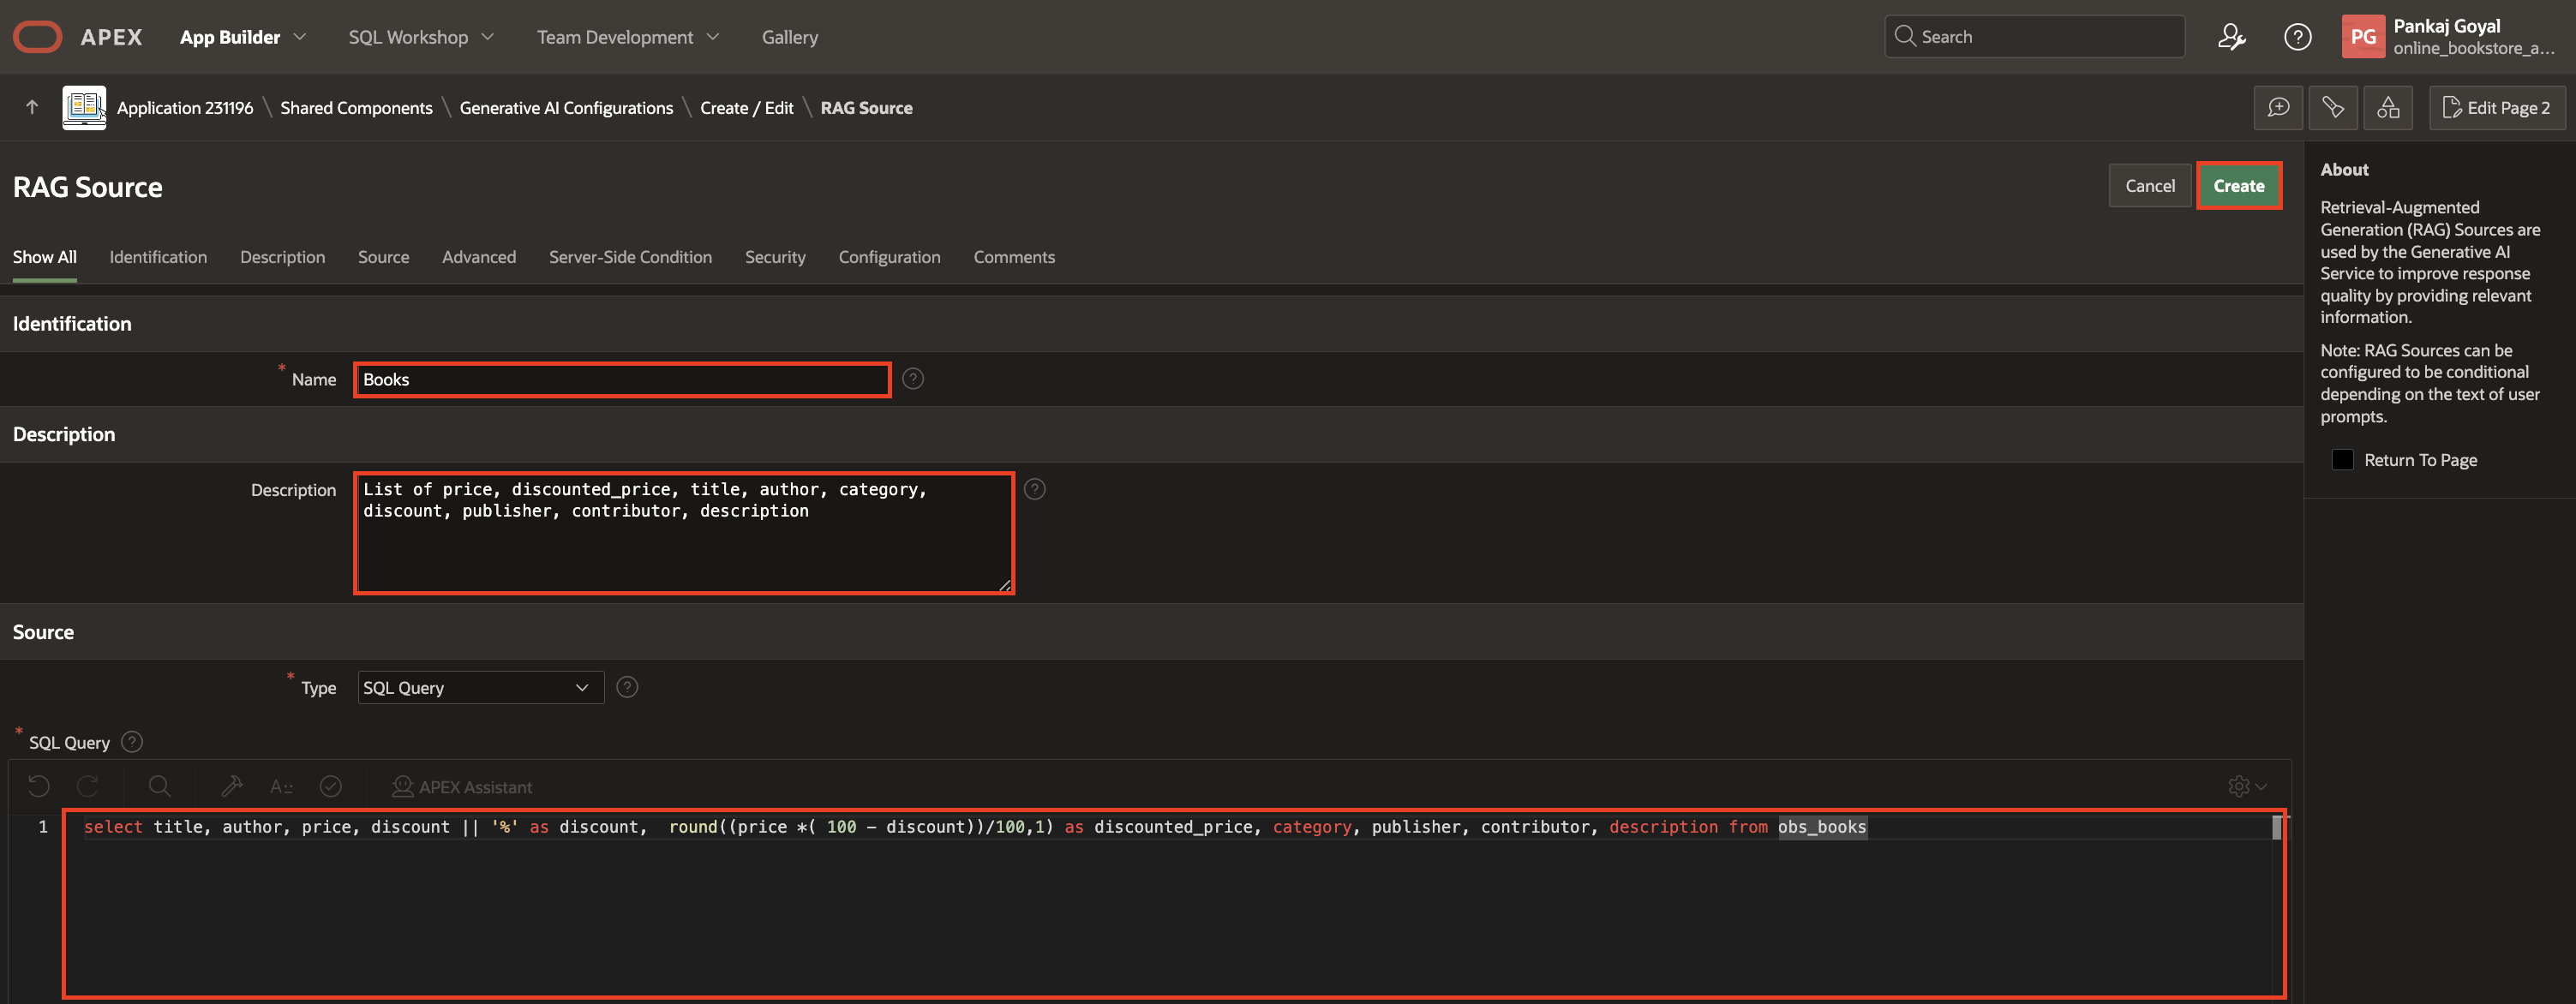 APEX App Builder SQL Workshop Team Development Gallery Search PG Pankaj Goyal
online_bookstore_a...
Application 231196 \ Shared Components \ Generative AI Configurations \ Create / Edit \ RAG Source Edit Page 2
RAG Source
Cancel Create
Show All Identification Description Source Advanced Server-Side Condition Security Configuration Comments
Identification
* Name Books
Description
Description List of price, discounted_price, title, author, category,
discount, publisher, contributor, description
Source
* Type SQL Query
* SQL Query
A:: APEX Assistant
1 select title, author, price, discount || '%' as discount,  round((price *( 100 - discount))/100,1) as discounted_price, category, publisher, contributor, description from obs_books
About
Retrieval-Augmented
Generation (RAG) Sources are
used by the Generative AI
Service to improve response
quality by providing relevant
information.
Note: RAG Sources can be
configured to be conditional
depending on the text of user
prompts.
Return To Page